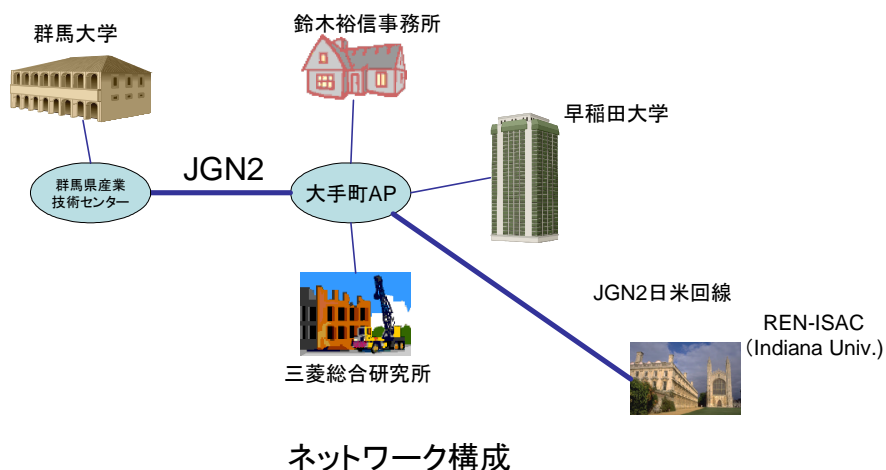 群馬大学
鈴木裕信事務所
早稲田大学
JGN2
群馬県産業
技術センター
大手町AP
三菱総合研究所
JGN2日米回線
REN-ISAC
(Indiana Univ.)
ネットワーク構成